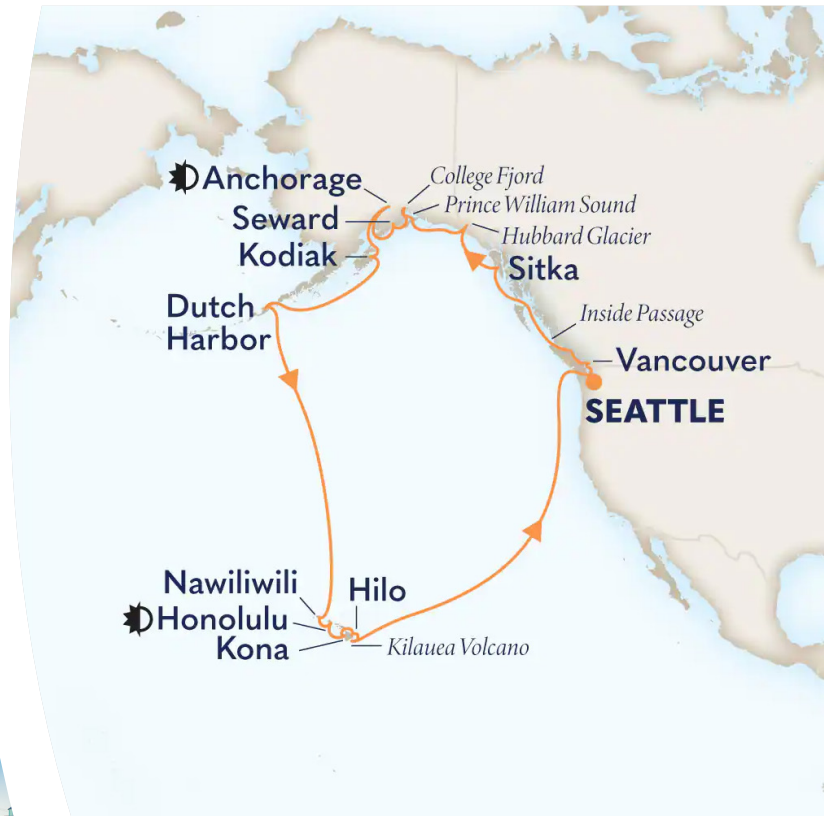 Anchorage
College Fjord
Prince William Sound
Seward
Hubbard Glacier
Kodiak
Sitka
Dutch
Harbor
Inside Passage
Vancouver
SEATTLE
Nawiliwili
Hilo
Honolulu
Kona
Kilauea Volcano